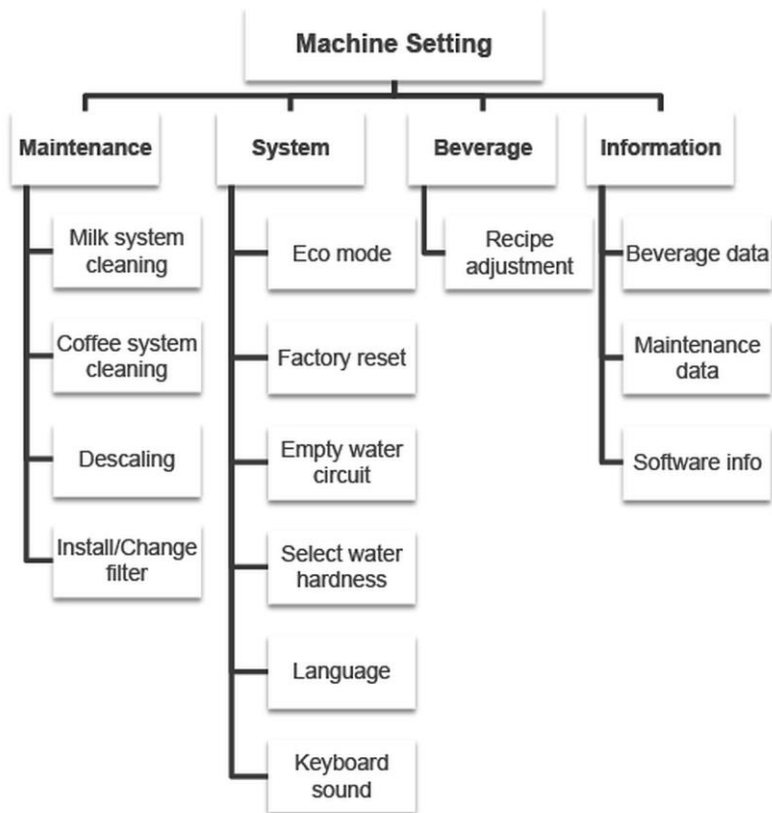 Machine Setting
Maintenance
System
Beverage
Information
Milk system
cleaning
Coffee system
cleaning
Descaling
Install/Change
filter
Eco mode
Factory reset
Empty water
circuit
Select water
hardness
Language
Keyboard
sound
Recipe
adjustment
Beverage data
Maintenance
data
Software info